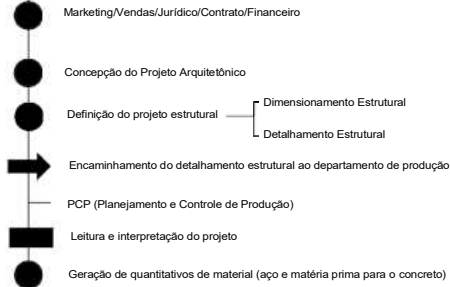 Marketing/Vendas/Jurídico/Contrato/Financeiro
Concepção do Projeto Arquitetônico
Definição do projeto estrutural
Dimensionamento Estrutural
Detalhamento Estrutural
Encaminhamento do detalhamento estrutural ao departamento de produção
PCP (Planejamento e Controle de Produção)
Leitura e interpretação do projeto
Geração de quantitativos de material (aço e matéria prima para o concreto)